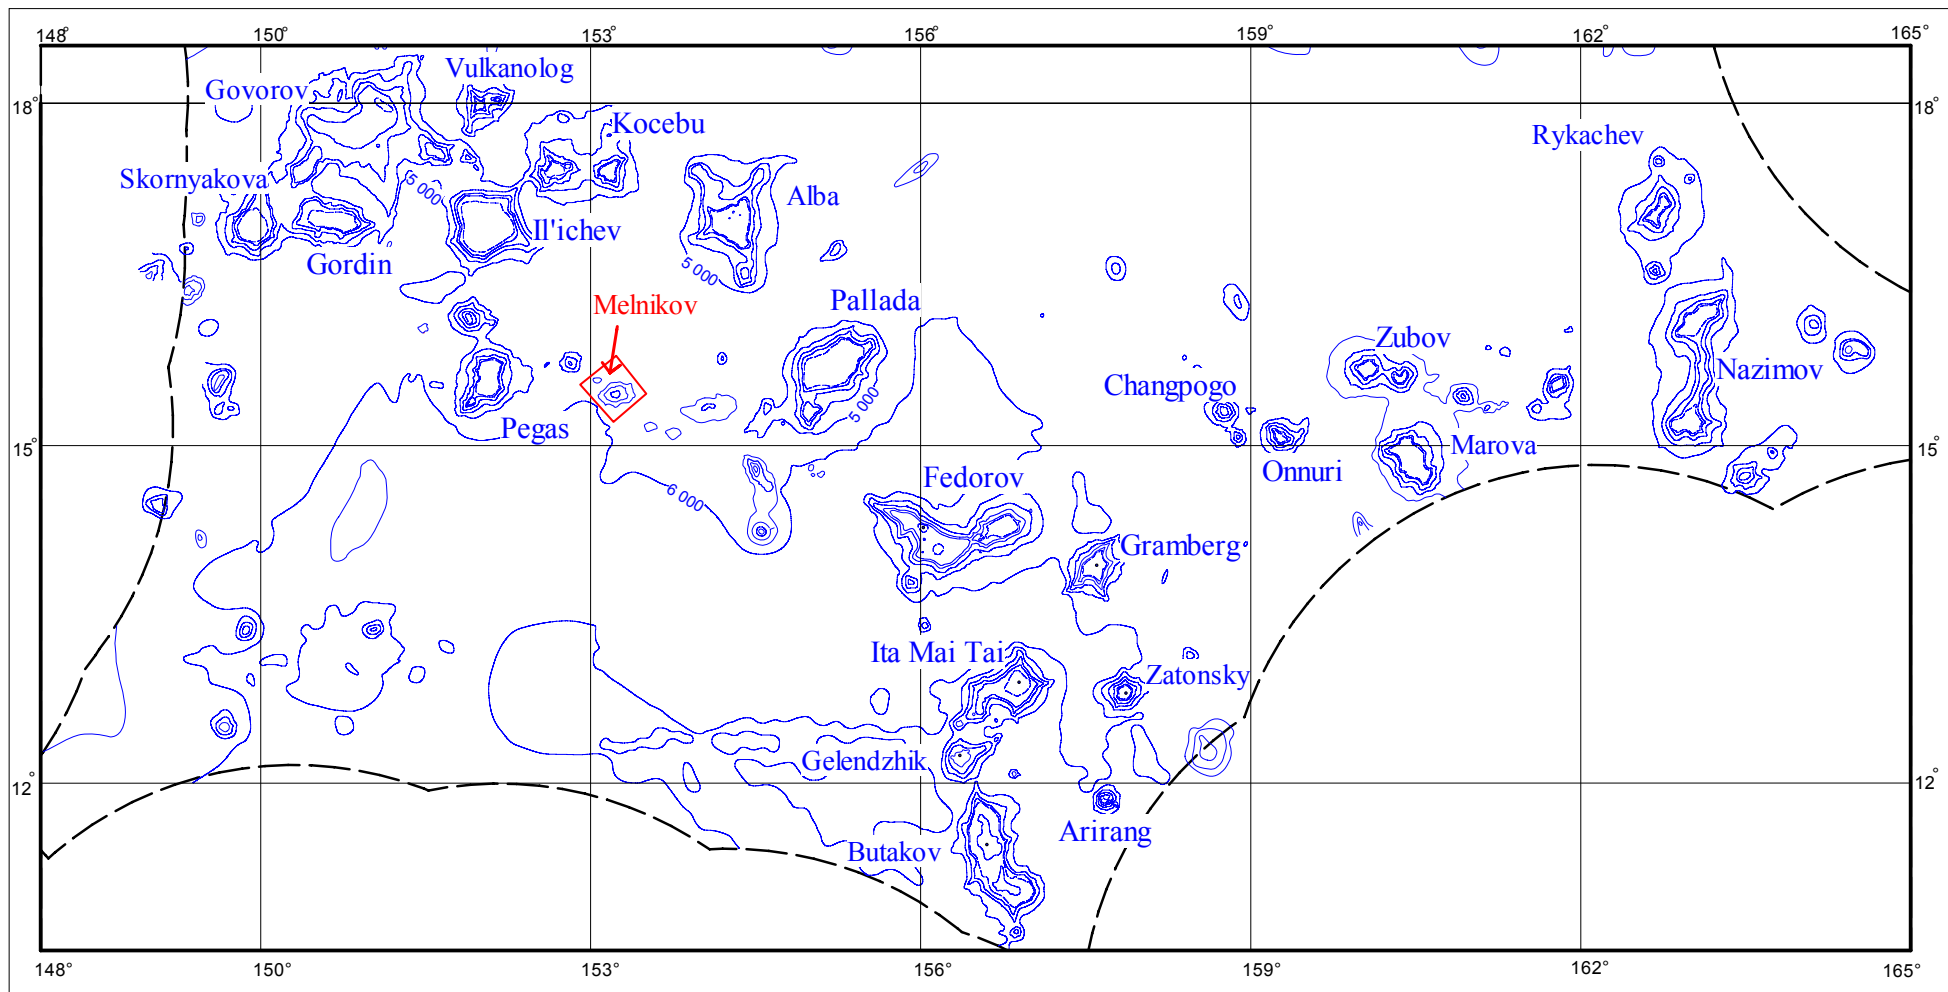 148°
150°
153°
156°
159°
162°
165°
Vulkanolog
Govorov
18°
18°
Kocebu
Rykachev
Skornyakova
5 000
Alba
Il'ichev
Gordin
5 000
Melnikov
Pallada
Zubov
Nazimov
Changpogo
5 000
Pegas
15°
Marova
15°
Onnuri
Fedorov
6 000
Gramberg
Ita Mai Tai
Zatonsky
Gelendzhik
12°
12°
Arirang
Butakov
148°
150°
153°
156°
159°
162°
165°